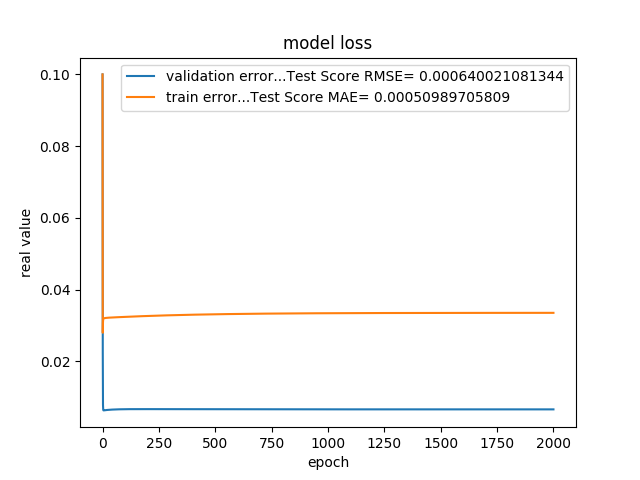 model loss
validation error...Test Score RMSE= 0.000640021081344
train error...Test Score MAE= 0.00050989705809
real value
0.10
0.08
0.06
0.04
0.02
0 250 500 750 1000 1250 1500 1750 2000
epoch